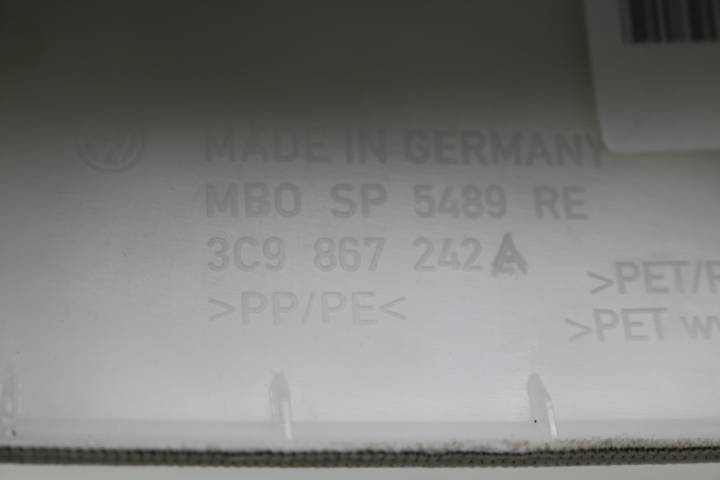 MADE IN GERMANY
MBO SP 5489 RE
3C9 867 242 A
>PP/PE<
>PET/
>PET